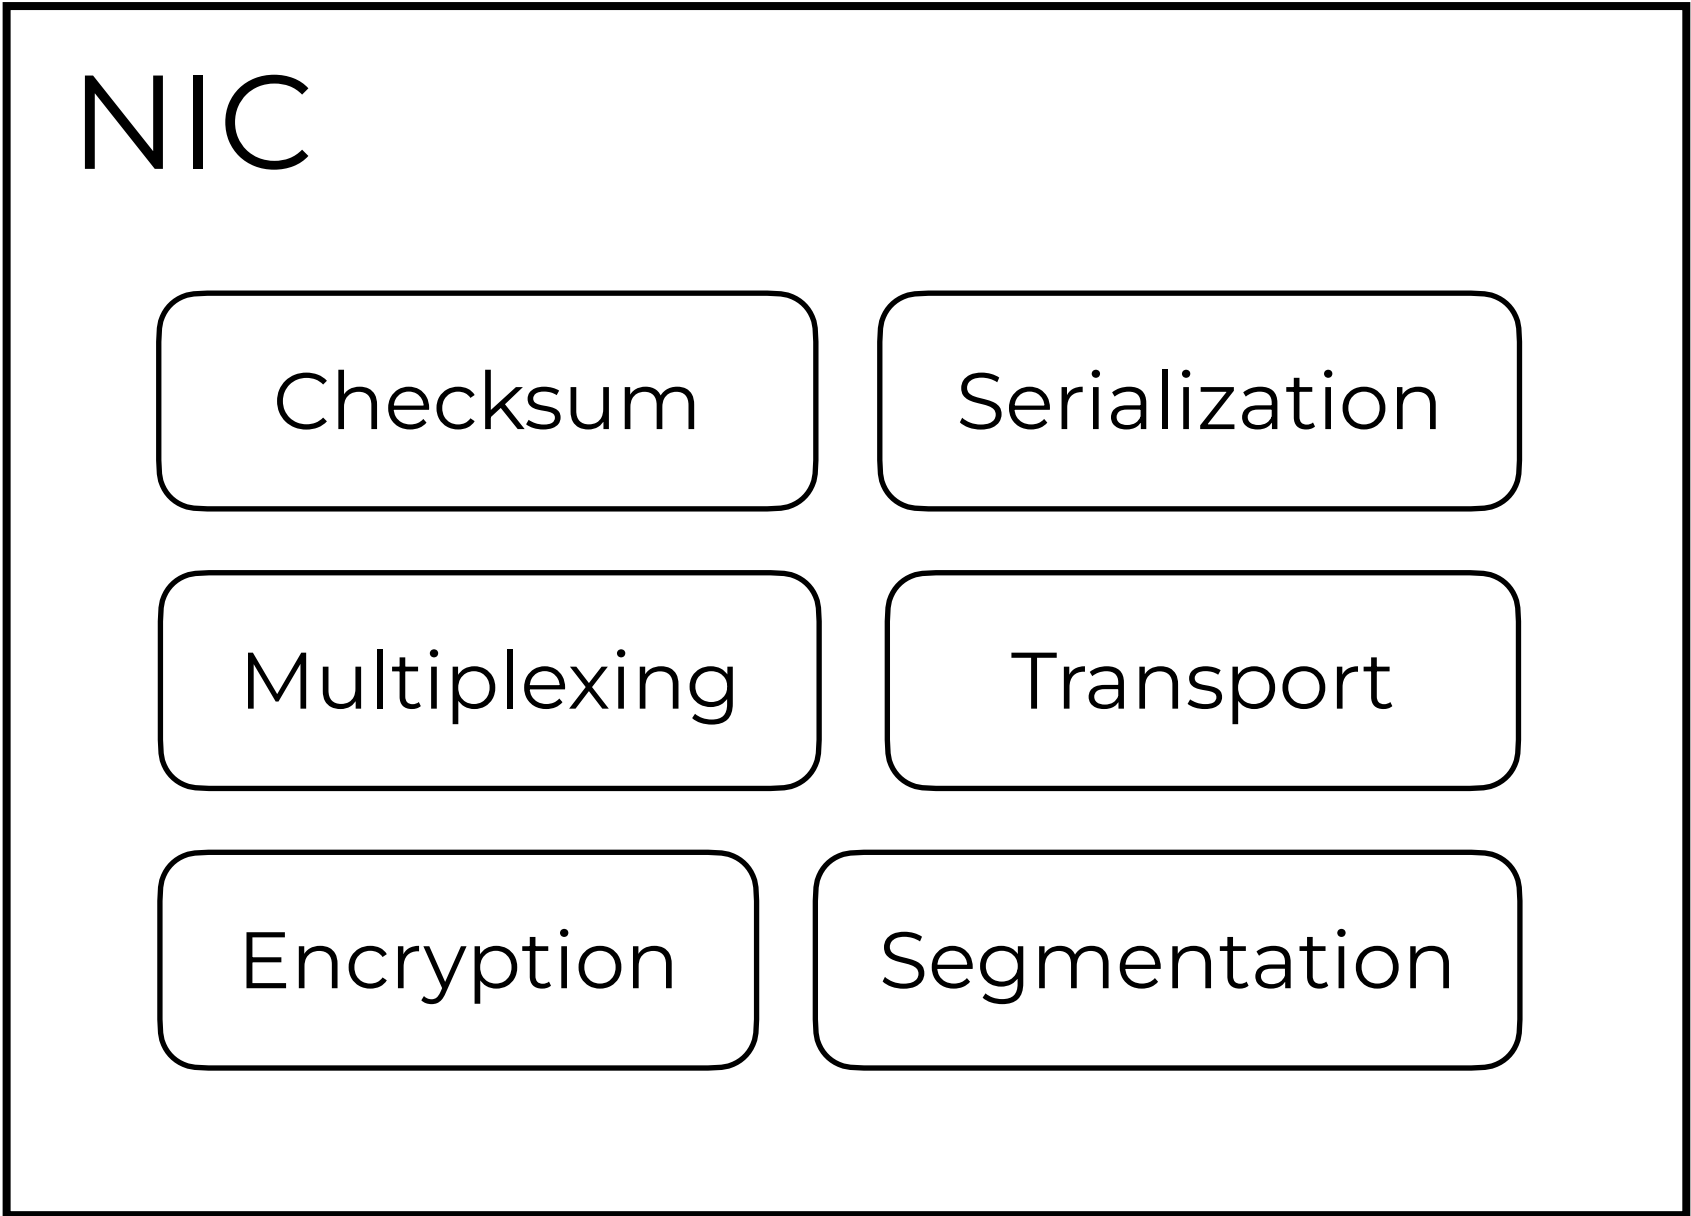 NIC
Checksum
Serialization
Multiplexing
Transport
Encryption
Segmentation